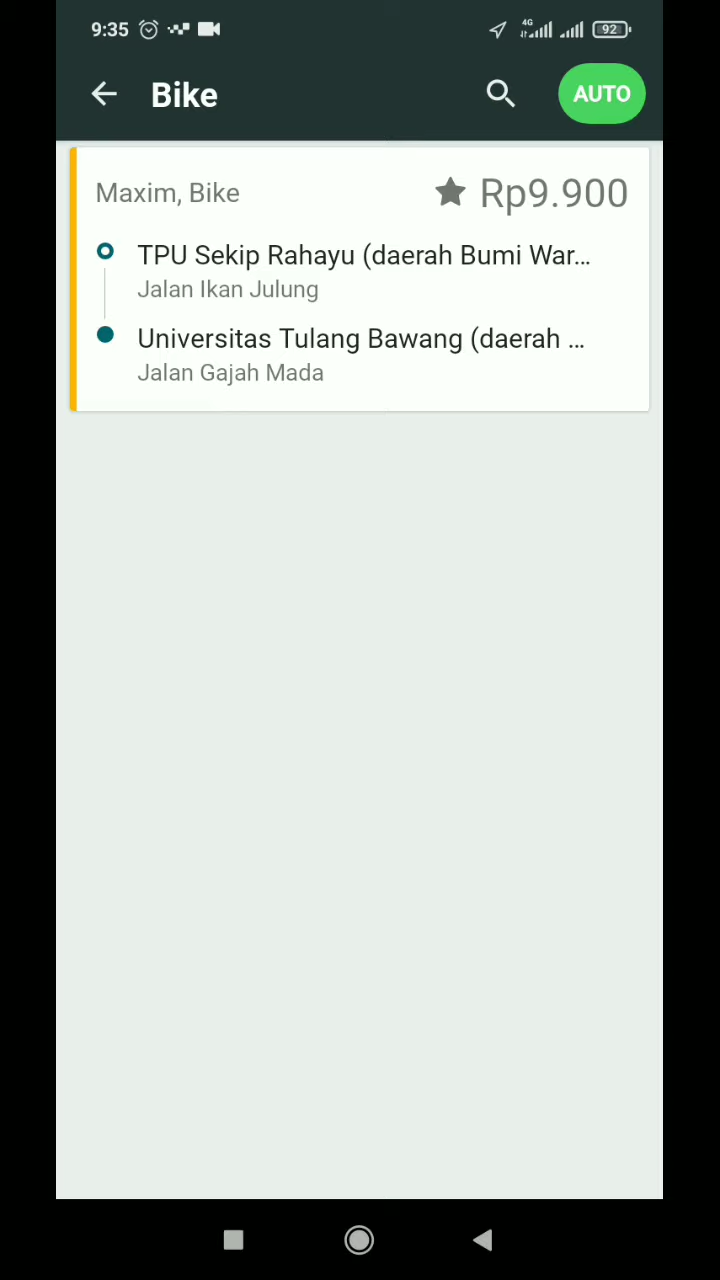 9:35
4G
92
Bike
AUTO
Maxim, Bike
Rp9.900
TPU Sekip Rahayu (daerah Bumi War...
Jalan Ikan Julung
Universitas Tulang Bawang (daerah ...
Jalan Gajah Mada